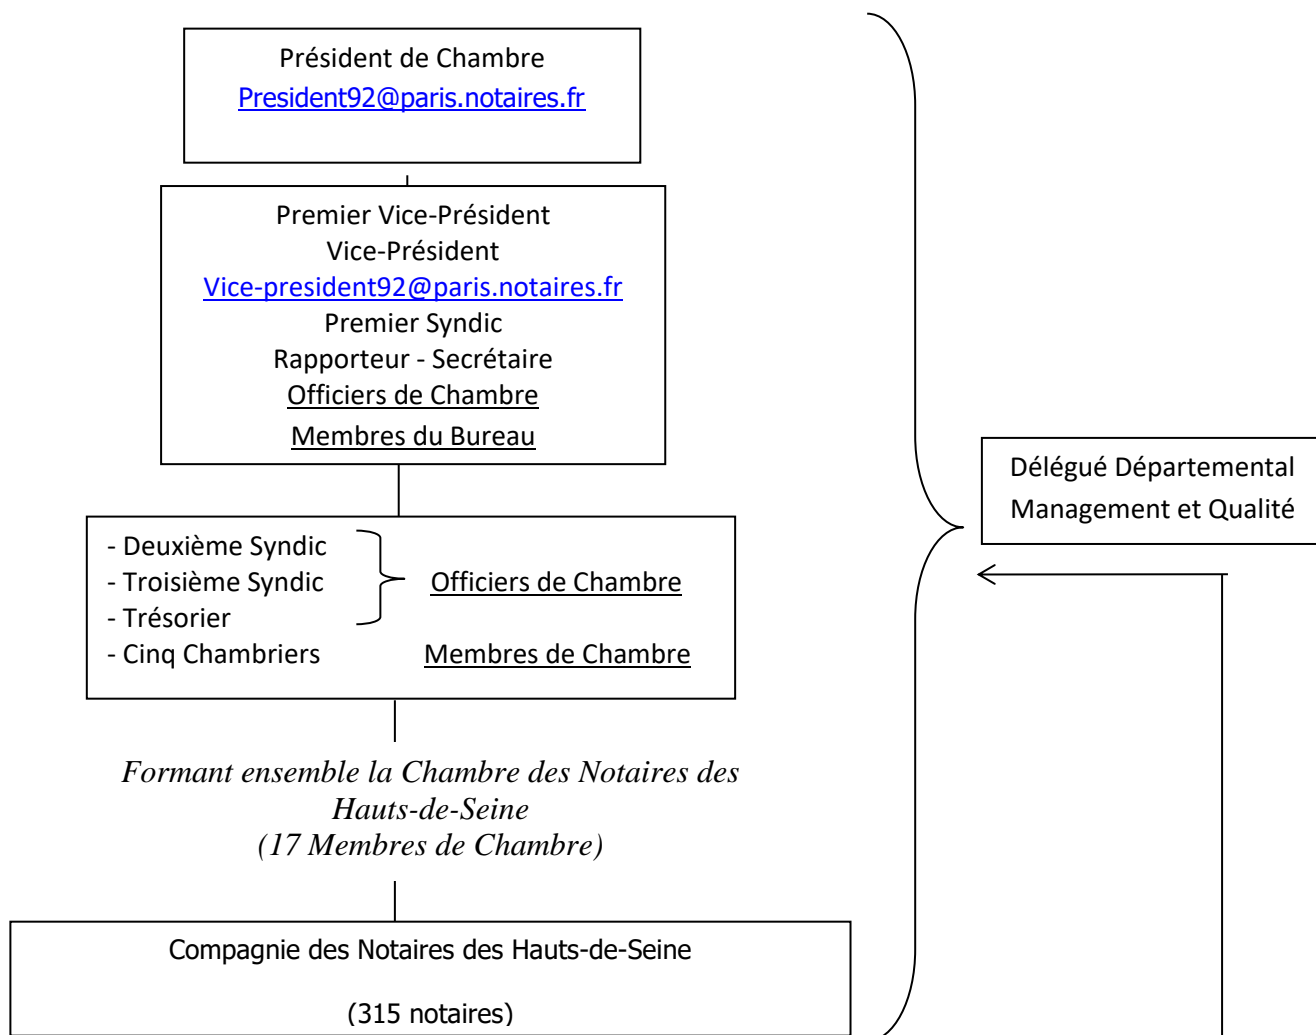 Président de Chambre
President92@paris.notaires.fr
Premier Vice-Président
Vice-Président
Vice-president92@paris.notaires.fr
Premier Syndic
Rapporteur - Secrétaire
Officiers de Chambre
Membres du Bureau
- Deuxième Syndic
- Troisième Syndic
- Trésorier
Officiers de Chambre
- Cinq Chambriers
Membres de Chambre
Formant ensemble la Chambre des Notaires des
Hauts-de-Seine
(17 Membres de Chambre)
Compagnie des Notaires des Hauts-de-Seine
(315 notaires)
Délégué Départemental
Management et Qualité